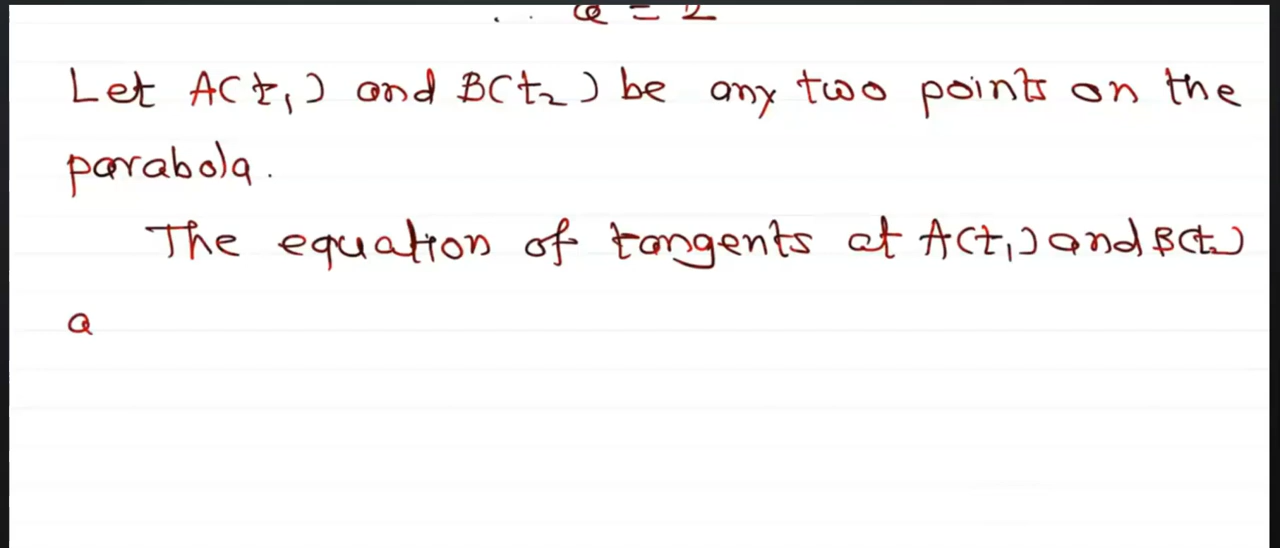 ∴ a = 2
Let A(t₁) and B(t₂) be any two points on the
parabola.
The equation of tangents at A(t₁) and B(t₂)
a